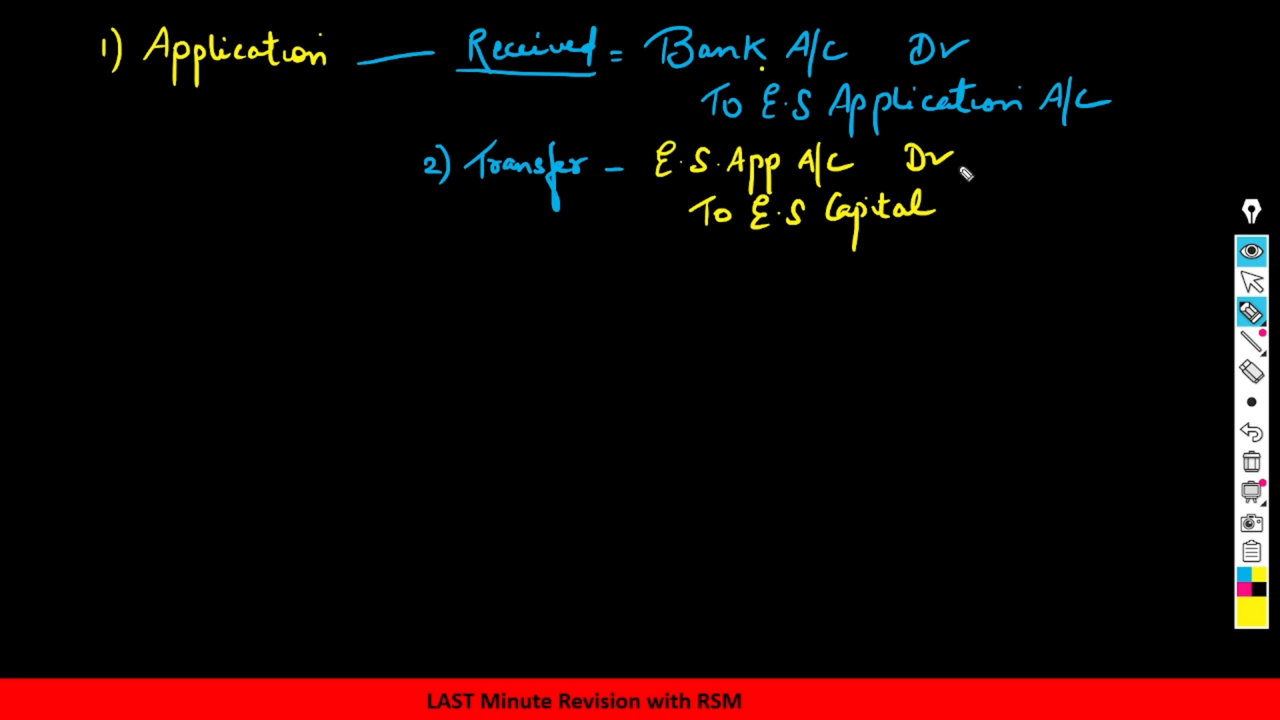 1) Application — Received = Bank A/c Dr
To E.S Application A/c
2) Transfer - E.S.App A/c Dr
To E.S Capital
LAST Minute Revision with RSM